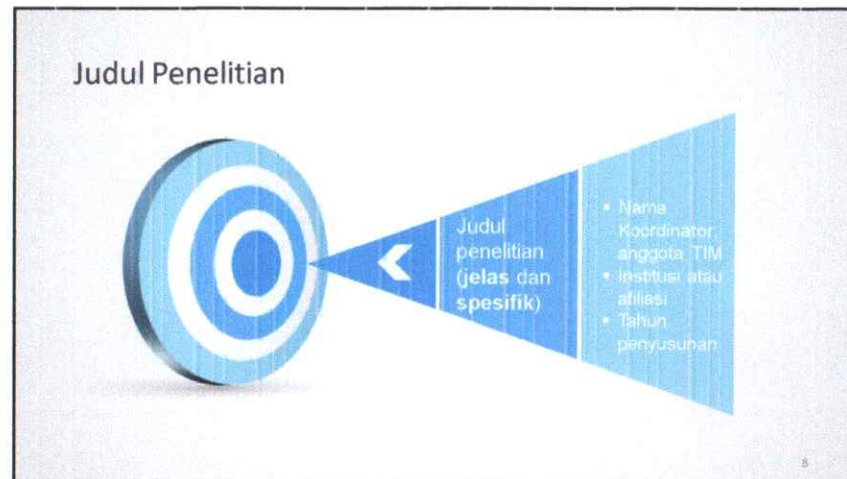 Judul Penelitian
Judul
penelitian
(jelas dan
spesifik)
▪ Nama
Koordinator,
anggota TIM
▪ Institusi atau
afiliasi
▪ Tahun
penyusunan
8